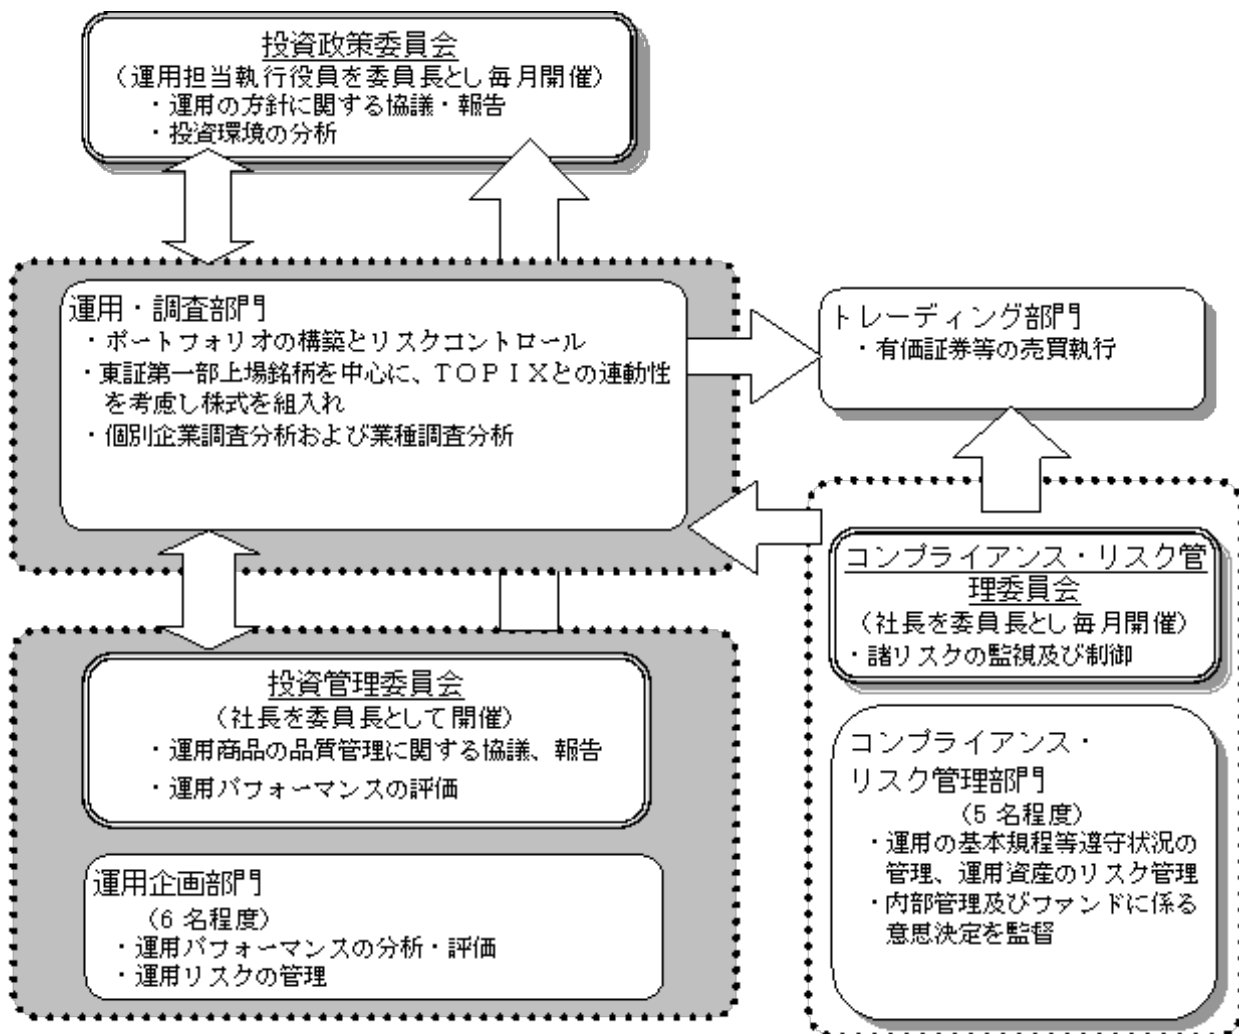 投資政策委員会
（運用担当執行役員を委員長とし毎月開催）
・運用の方針に関する協議・報告
・投資環境の分析
運用・調査部門
・ポートフォリオの構築とリスクコントロール
・東証第一部上場銘柄を中心に、ＴＯＰＩＸとの連動性
を考慮し株式を組入れ
・個別企業調査分析および業種調査分析
トレーディング部門
・有価証券等の売買執行
投資管理委員会
（社長を委員長として開催）
・運用商品の品質管理に関する協議、報告
・運用パフォーマンスの評価
運用企画部門
（6 名程度）
・運用パフォーマンスの分析・評価
・運用リスクの管理
コンプライアンス・リスク管
理委員会
（社長を委員長とし毎月開催）
・諸リスクの監視及び制御
コンプライアンス・
リスク管理部門
（5 名程度）
・運用の基本規程等遵守状況の
管理、運用資産のリスク管理
・内部管理及びファンドに係る
意思決定を監督